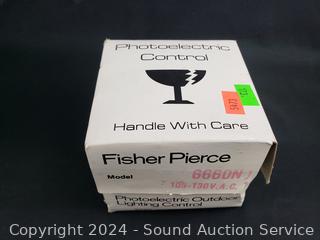 Photoelectric
Control
Handle With Care
Fisher Pierce
Model
6660N
105-130V.A.C.
Photoelectric Outdoor
Lighting Control
Copyright 2024 - Sound Auction Service